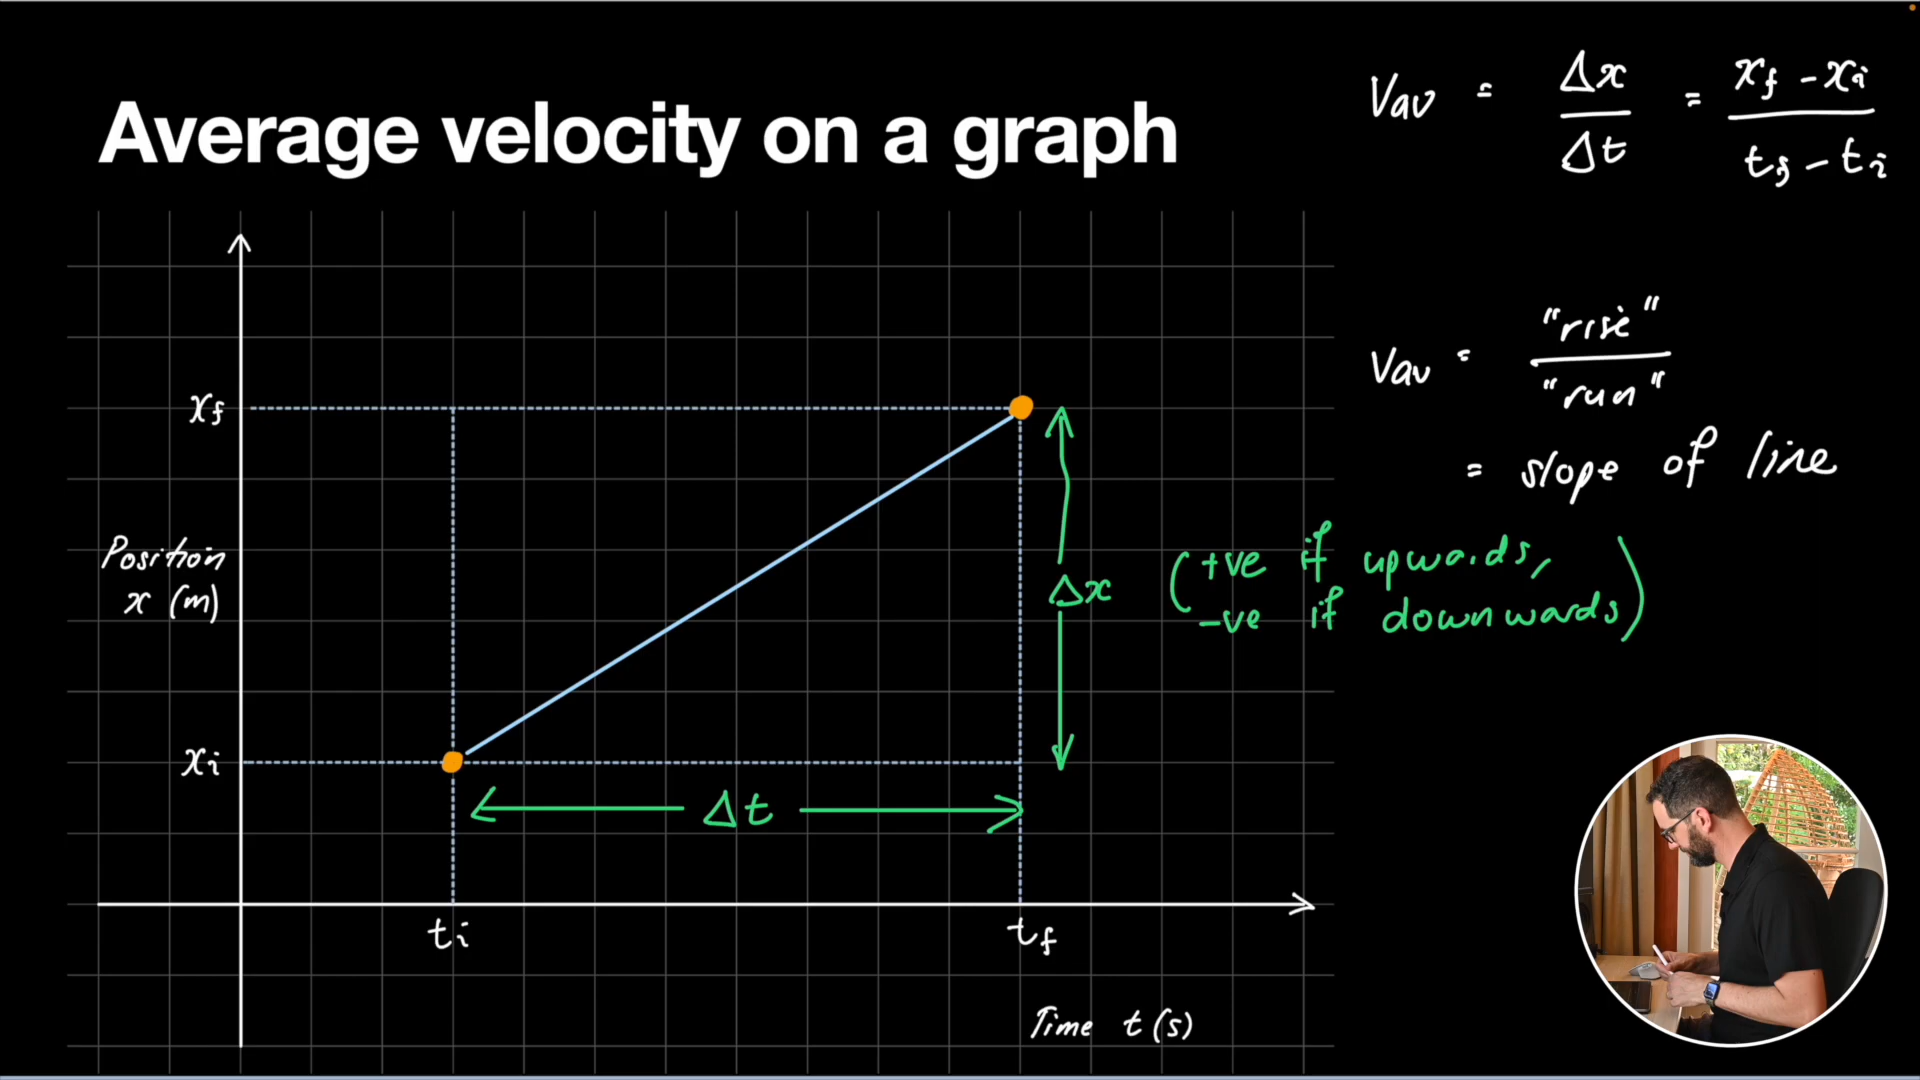 Average velocity on a graph
Vav = Δx / Δt = xf - xi / tf - ti
Vav = "rise" / "run"
= slope of line
(+ve if upwards,
-ve if downwards)
xf
Position
x (m)
Δx
xi
Δt
ti
tf
Time t (s)